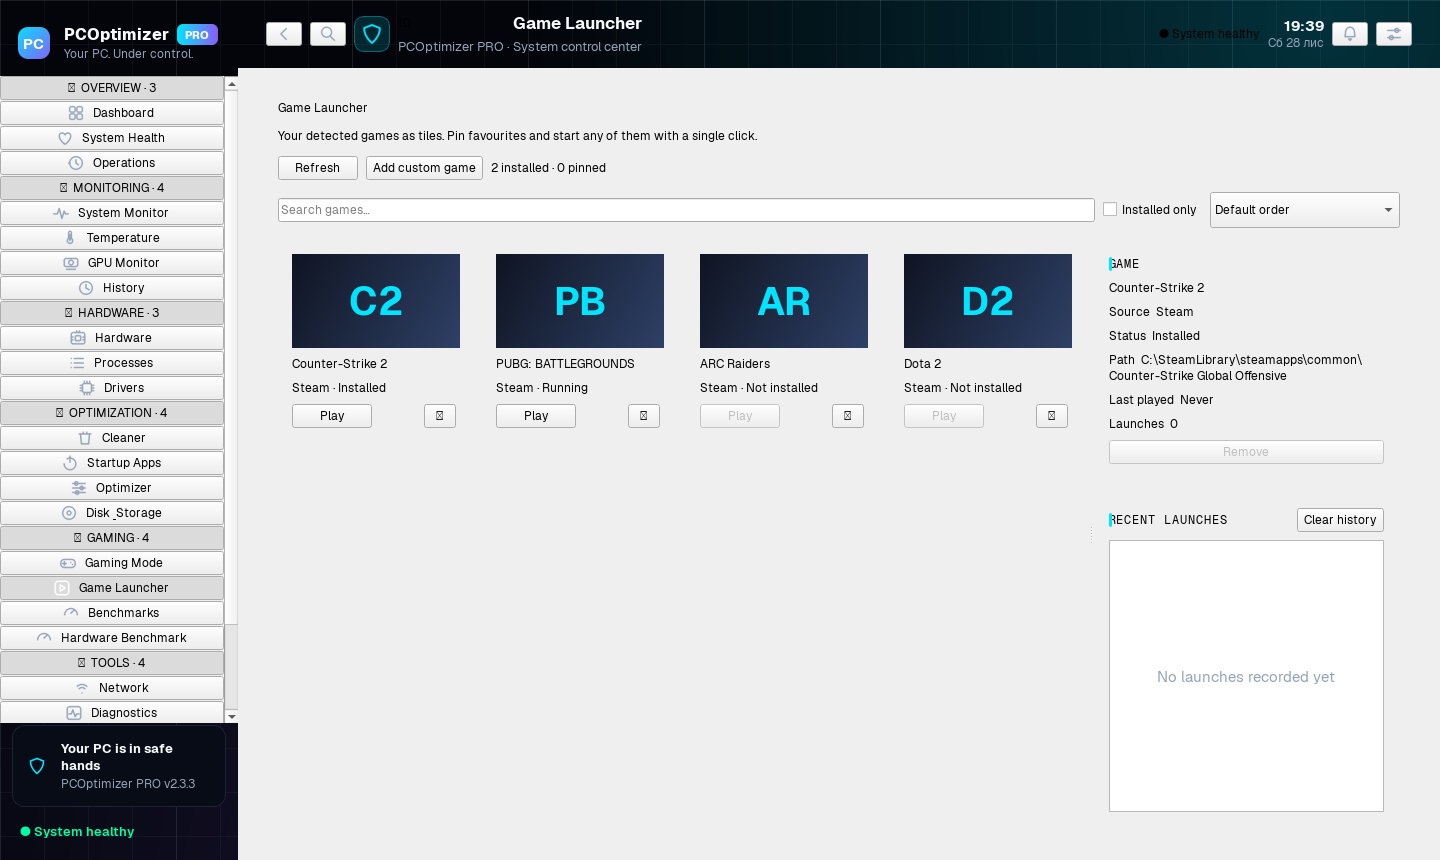 PC
PCOptimizer PRO
Your PC. Under control.
Game Launcher
PCOptimizer PRO · System control center
● System healthy
19:39
Сб 28 лис
OVERVIEW · 3
Dashboard
System Health
Operations
MONITORING · 4
System Monitor
Temperature
GPU Monitor
History
HARDWARE · 3
Hardware
Processes
Drivers
OPTIMIZATION · 4
Cleaner
Startup Apps
Optimizer
Disk _Storage
GAMING · 4
Gaming Mode
Game Launcher
Benchmarks
Hardware Benchmark
TOOLS · 4
Network
Diagnostics
Your PC is in safe
hands
PCOptimizer PRO v2.3.3
● System healthy
Game Launcher
Your detected games as tiles. Pin favourites and start any of them with a single click.
Refresh
Add custom game
2 installed · 0 pinned
Search games…
Installed only
Default order
C2
Counter-Strike 2
Steam · Installed
Play
PB
PUBG: BATTLEGROUNDS
Steam · Running
Play
AR
ARC Raiders
Steam · Not installed
Play
D2
Dota 2
Steam · Not installed
Play
GAME
Counter-Strike 2
Source Steam
Status Installed
Path C:\SteamLibrary\steamapps\common\
Counter-Strike Global Offensive
Last played Never
Launches 0
Remove
RECENT LAUNCHES
Clear history
No launches recorded yet